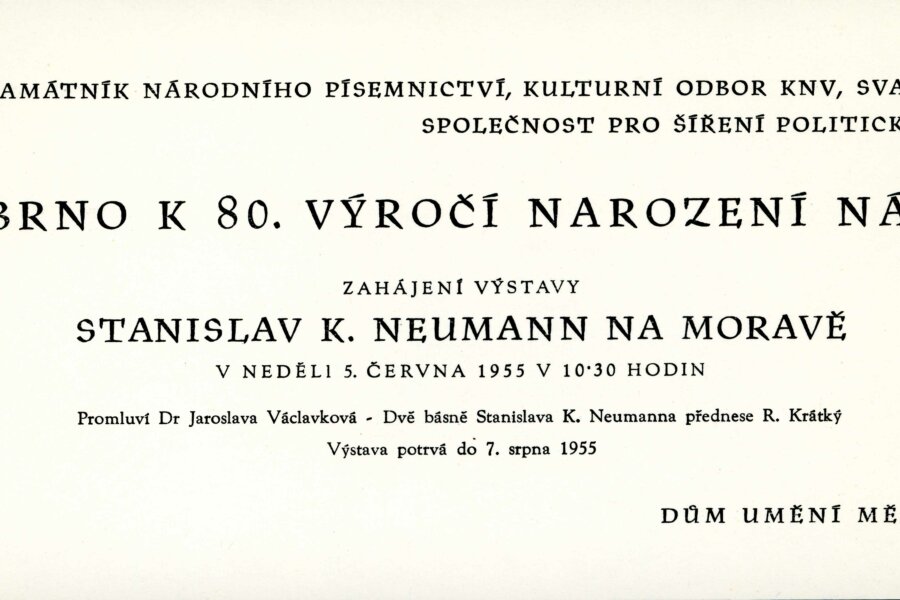 AMÁTNÍK NÁRODNÍHO PÍSEMNICTVÍ, KULTURNÍ ODBOR KNV, SVA
SPOLEČNOST PRO ŠÍŘENÍ POLITICK
BRNO K 80. VÝROČÍ NAROZENÍ NÁ
ZAHÁJENÍ VÝSTAVY
STANISLAV K. NEUMANN NA MORAVĚ
V NEDĚLI 5. ČERVNA 1955 V 10·30 HODIN
Promluví Dr Jaroslava Václavková - Dvě básně Stanislava K. Neumanna přednese R. Krátký
Výstava potrvá do 7. srpna 1955
DŮM UMĚNÍ MĚ